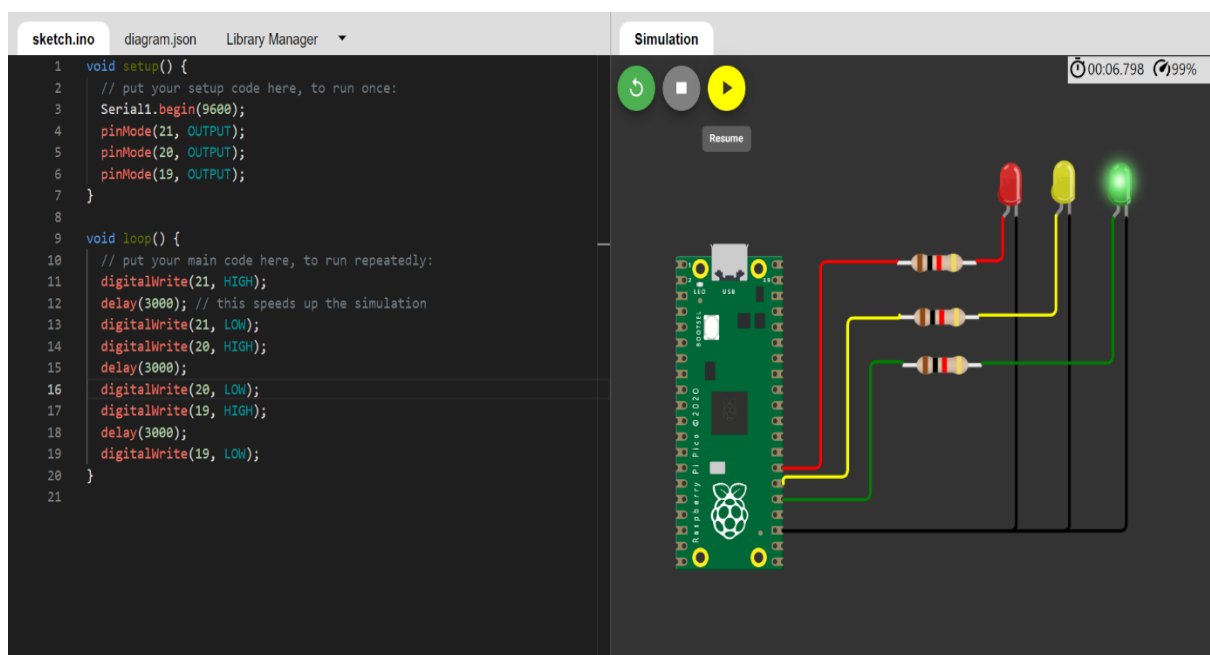 sketch.ino diagram.json Library Manager
1 void setup() {
2 // put your setup code here, to run once:
3 Serial1.begin(9600);
4 pinMode(21, OUTPUT);
5 pinMode(20, OUTPUT);
6 pinMode(19, OUTPUT);
7 }
8
9 void loop() {
10 // put your main code here, to run repeatedly:
11 digitalWrite(21, HIGH);
12 delay(3000); // this speeds up the simulation
13 digitalWrite(21, LOW);
14 digitalWrite(20, HIGH);
15 delay(3000);
16 digitalWrite(20, LOW);
17 digitalWrite(19, HIGH);
18 delay(3000);
19 digitalWrite(19, LOW);
20 }
21
Simulation
00:06.798 99%
Resume
1
2 39
LED USB
BOOTSEL
Raspberry Pi Pico ©2020